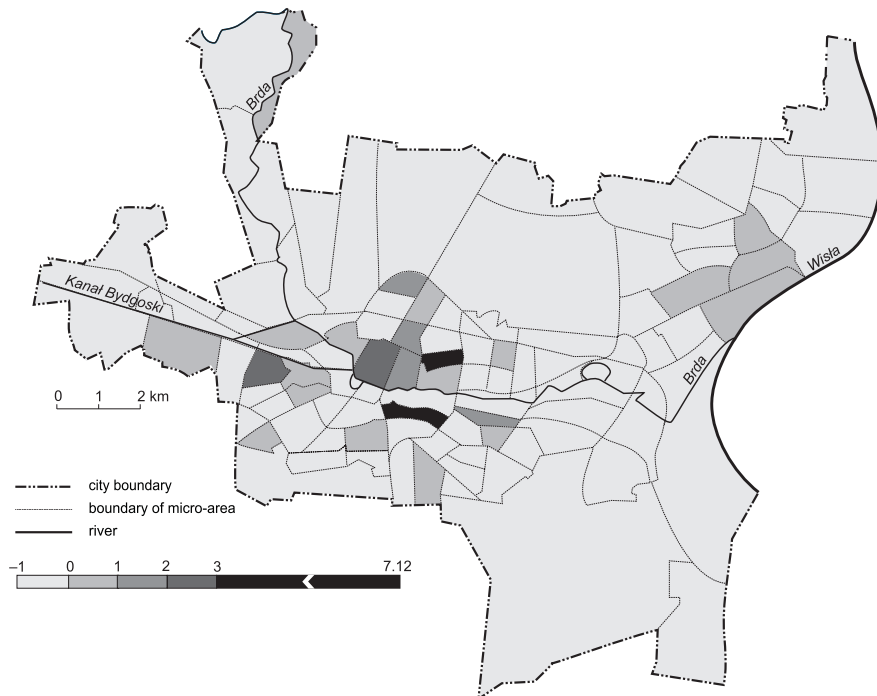 Brda
Wisła
Kanał Bydgoski
Brda
0 1 2 km
city boundary
boundary of micro-area
river
–1 0 1 2 3 7.12